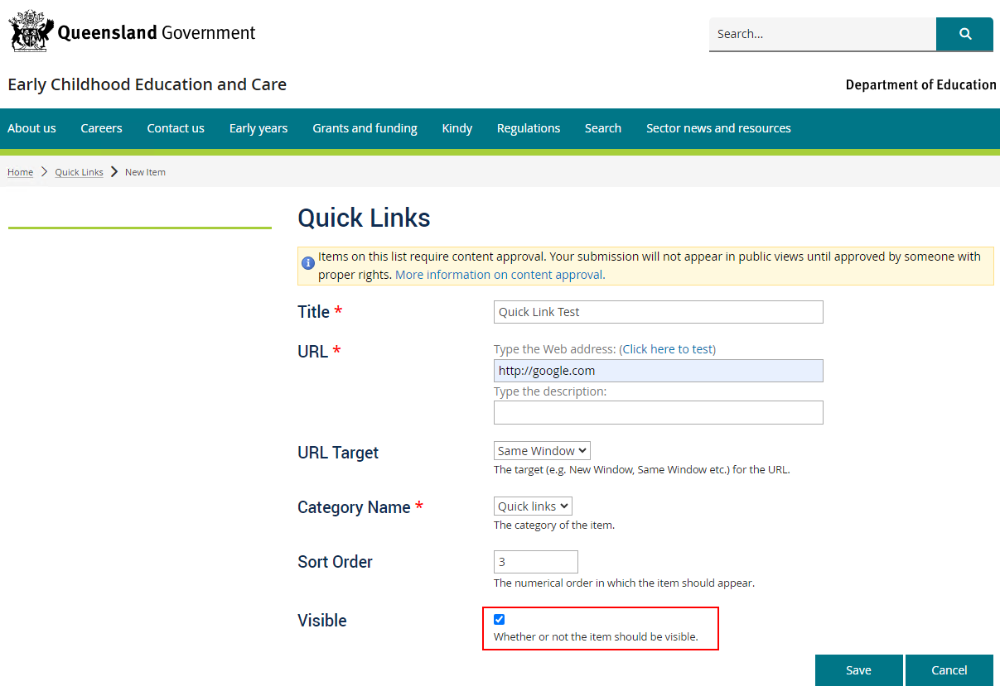 Queensland Government
Search...
Early Childhood Education and Care
Department of Education
About us Careers Contact us Early years Grants and funding Kindy Regulations Search Sector news and resources
Home > Quick Links > New Item
Quick Links
Items on this list require content approval. Your submission will not appear in public views until approved by someone with
proper rights. More information on content approval.
Title *
Quick Link Test
URL *
Type the Web address: (Click here to test)
http://google.com
Type the description:
URL Target
Same Window
The target (e.g. New Window, Same Window etc.) for the URL.
Category Name *
Quick links
The category of the item.
Sort Order
3
The numerical order in which the item should appear.
Visible
Whether or not the item should be visible.
Save Cancel